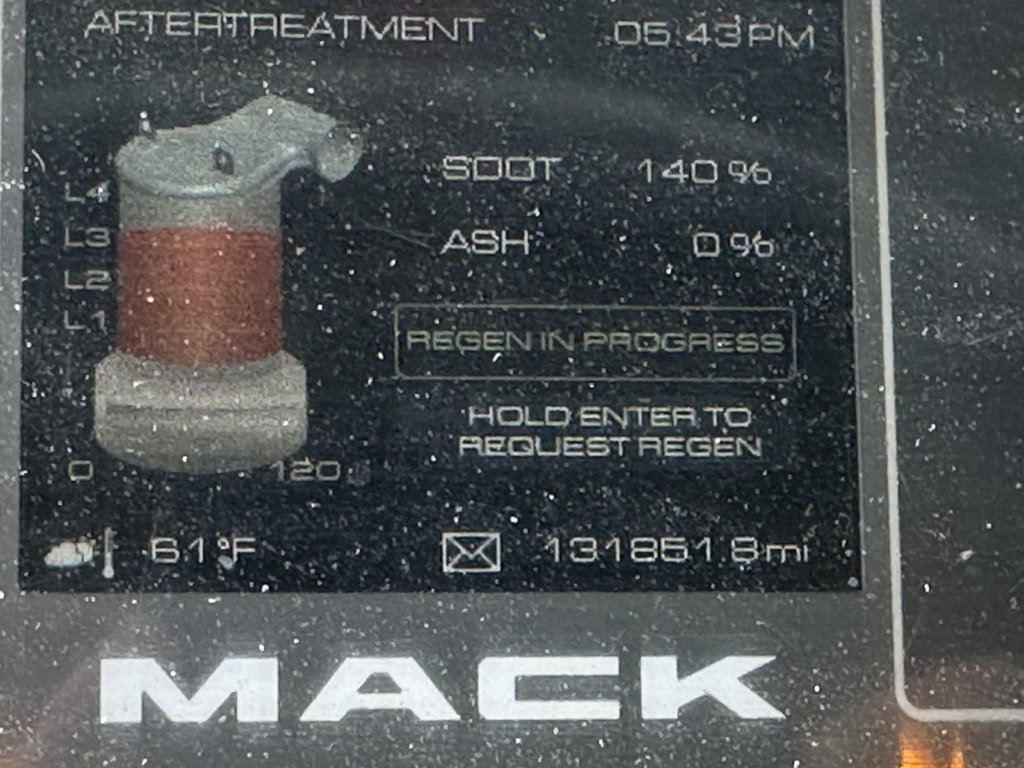 AFTERTREATMENT 05:43PM
SOOT 140%
L4
L3
ASH 0%
L2
L1
REGEN IN PROGRESS
HOLD ENTER TO
REQUEST REGEN
0 120
61°F 131851.8mi
MACK